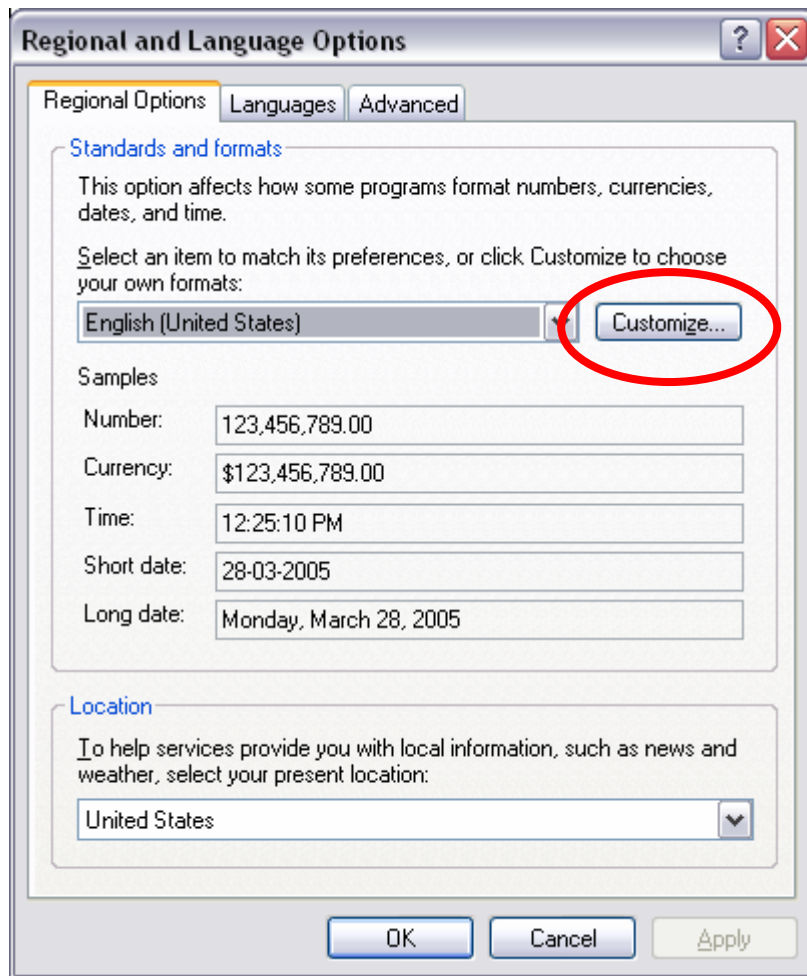 Regional and Language Options
?
Regional Options Languages Advanced
Standards and formats
This option affects how some programs format numbers, currencies,
dates, and time.
Select an item to match its preferences, or click Customize to choose
your own formats:
English (United States) Customize...
Samples
Number: 123,456,789.00
Currency: $123,456,789.00
Time: 12:25:10 PM
Short date: 28-03-2005
Long date: Monday, March 28, 2005
Location
To help services provide you with local information, such as news and
weather, select your present location:
United States
OK Cancel Apply